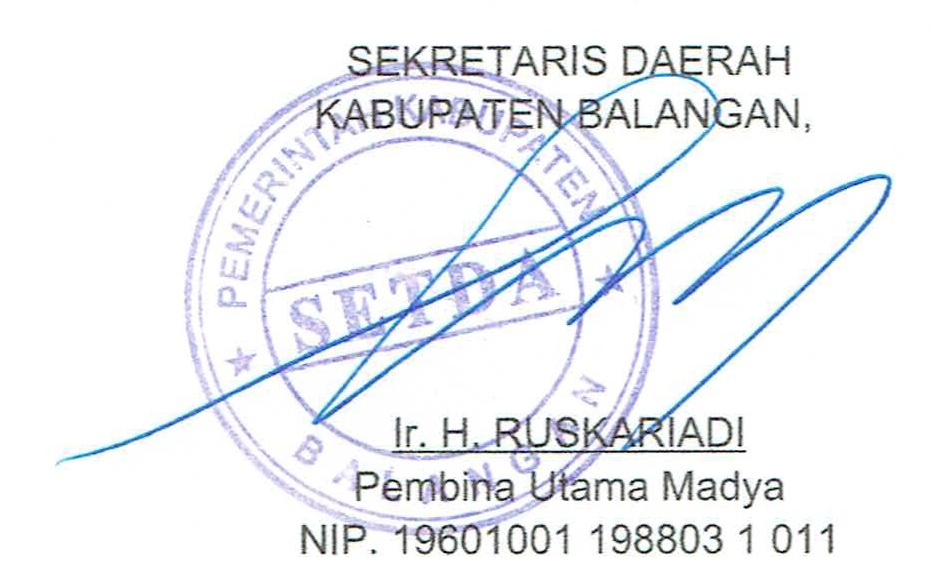 SEKRETARIS DAERAH
KABUPATEN BALANGAN,
PEMERINTAH KABUPATEN
SETDA
BALANGAN
Ir. H. RUSKARIADI
Pembina Utama Madya
NIP. 19601001 198803 1 011